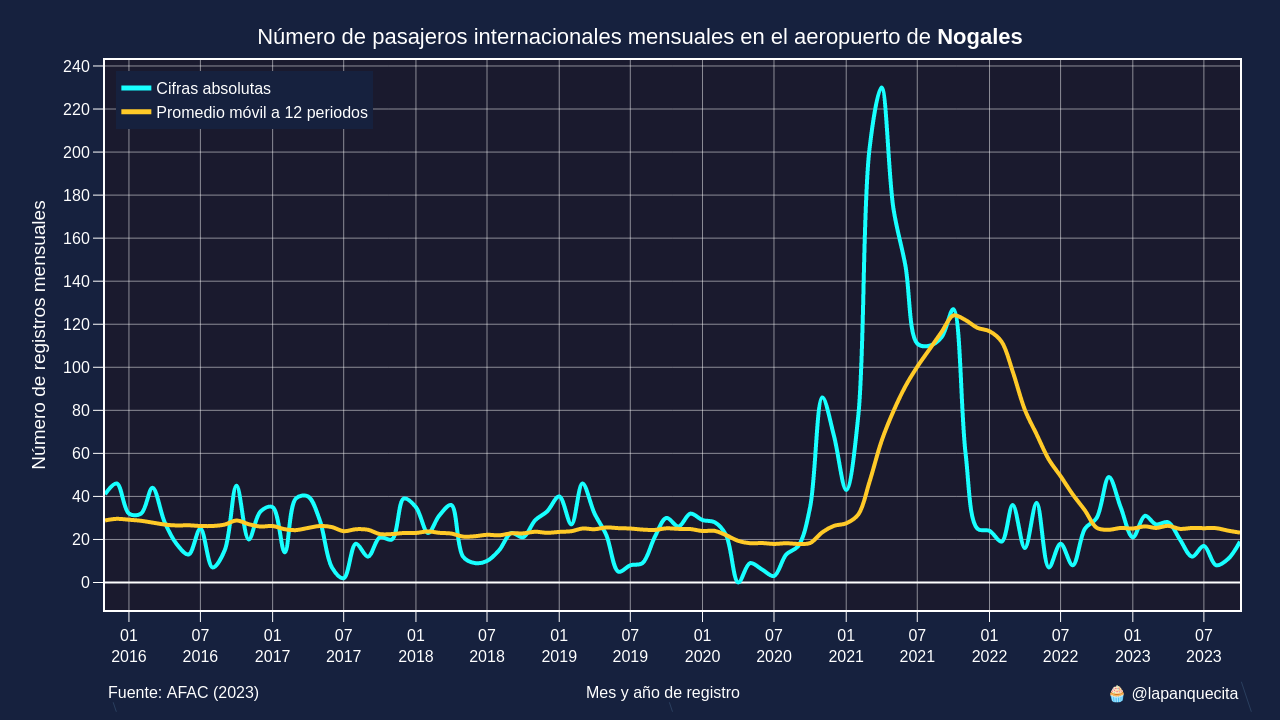 Número de pasajeros internacionales mensuales en el aeropuerto de Nogales
Cifras absolutas
Promedio móvil a 12 periodos
Número de registros mensuales
240
220
200
180
160
140
120
100
80
60
40
20
0
01 07 01 07 01 07 01 07 01 07 01 07 01 07 01 07
2016 2016 2017 2017 2018 2018 2019 2019 2020 2020 2021 2021 2022 2022 2023 2023
Fuente: AFAC (2023)
Mes y año de registro
🧁 @lapanquecita